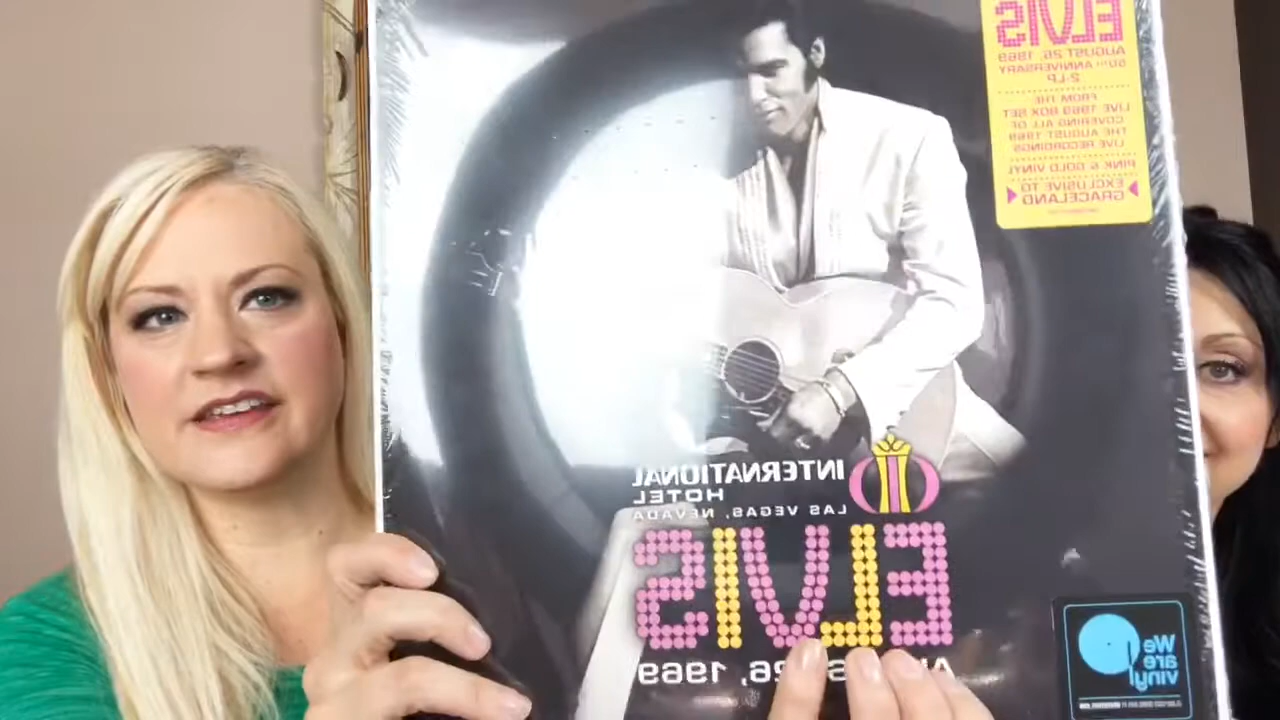 ELVIS
AUGUST 26, 1969
50TH ANNIVERSARY
2-LP
FROM THE
LIVE 1969 BOX SET
COVERING ALL OF
THE AUGUST 1969
LIVE RECORDINGS
PINK & GOLD VINYL
EXCLUSIVE TO
GRACELAND
INTERNATIONAL
HOTEL
LAS VEGAS, NEVADA
ELVIS
26, 1969
We
are
vinyl